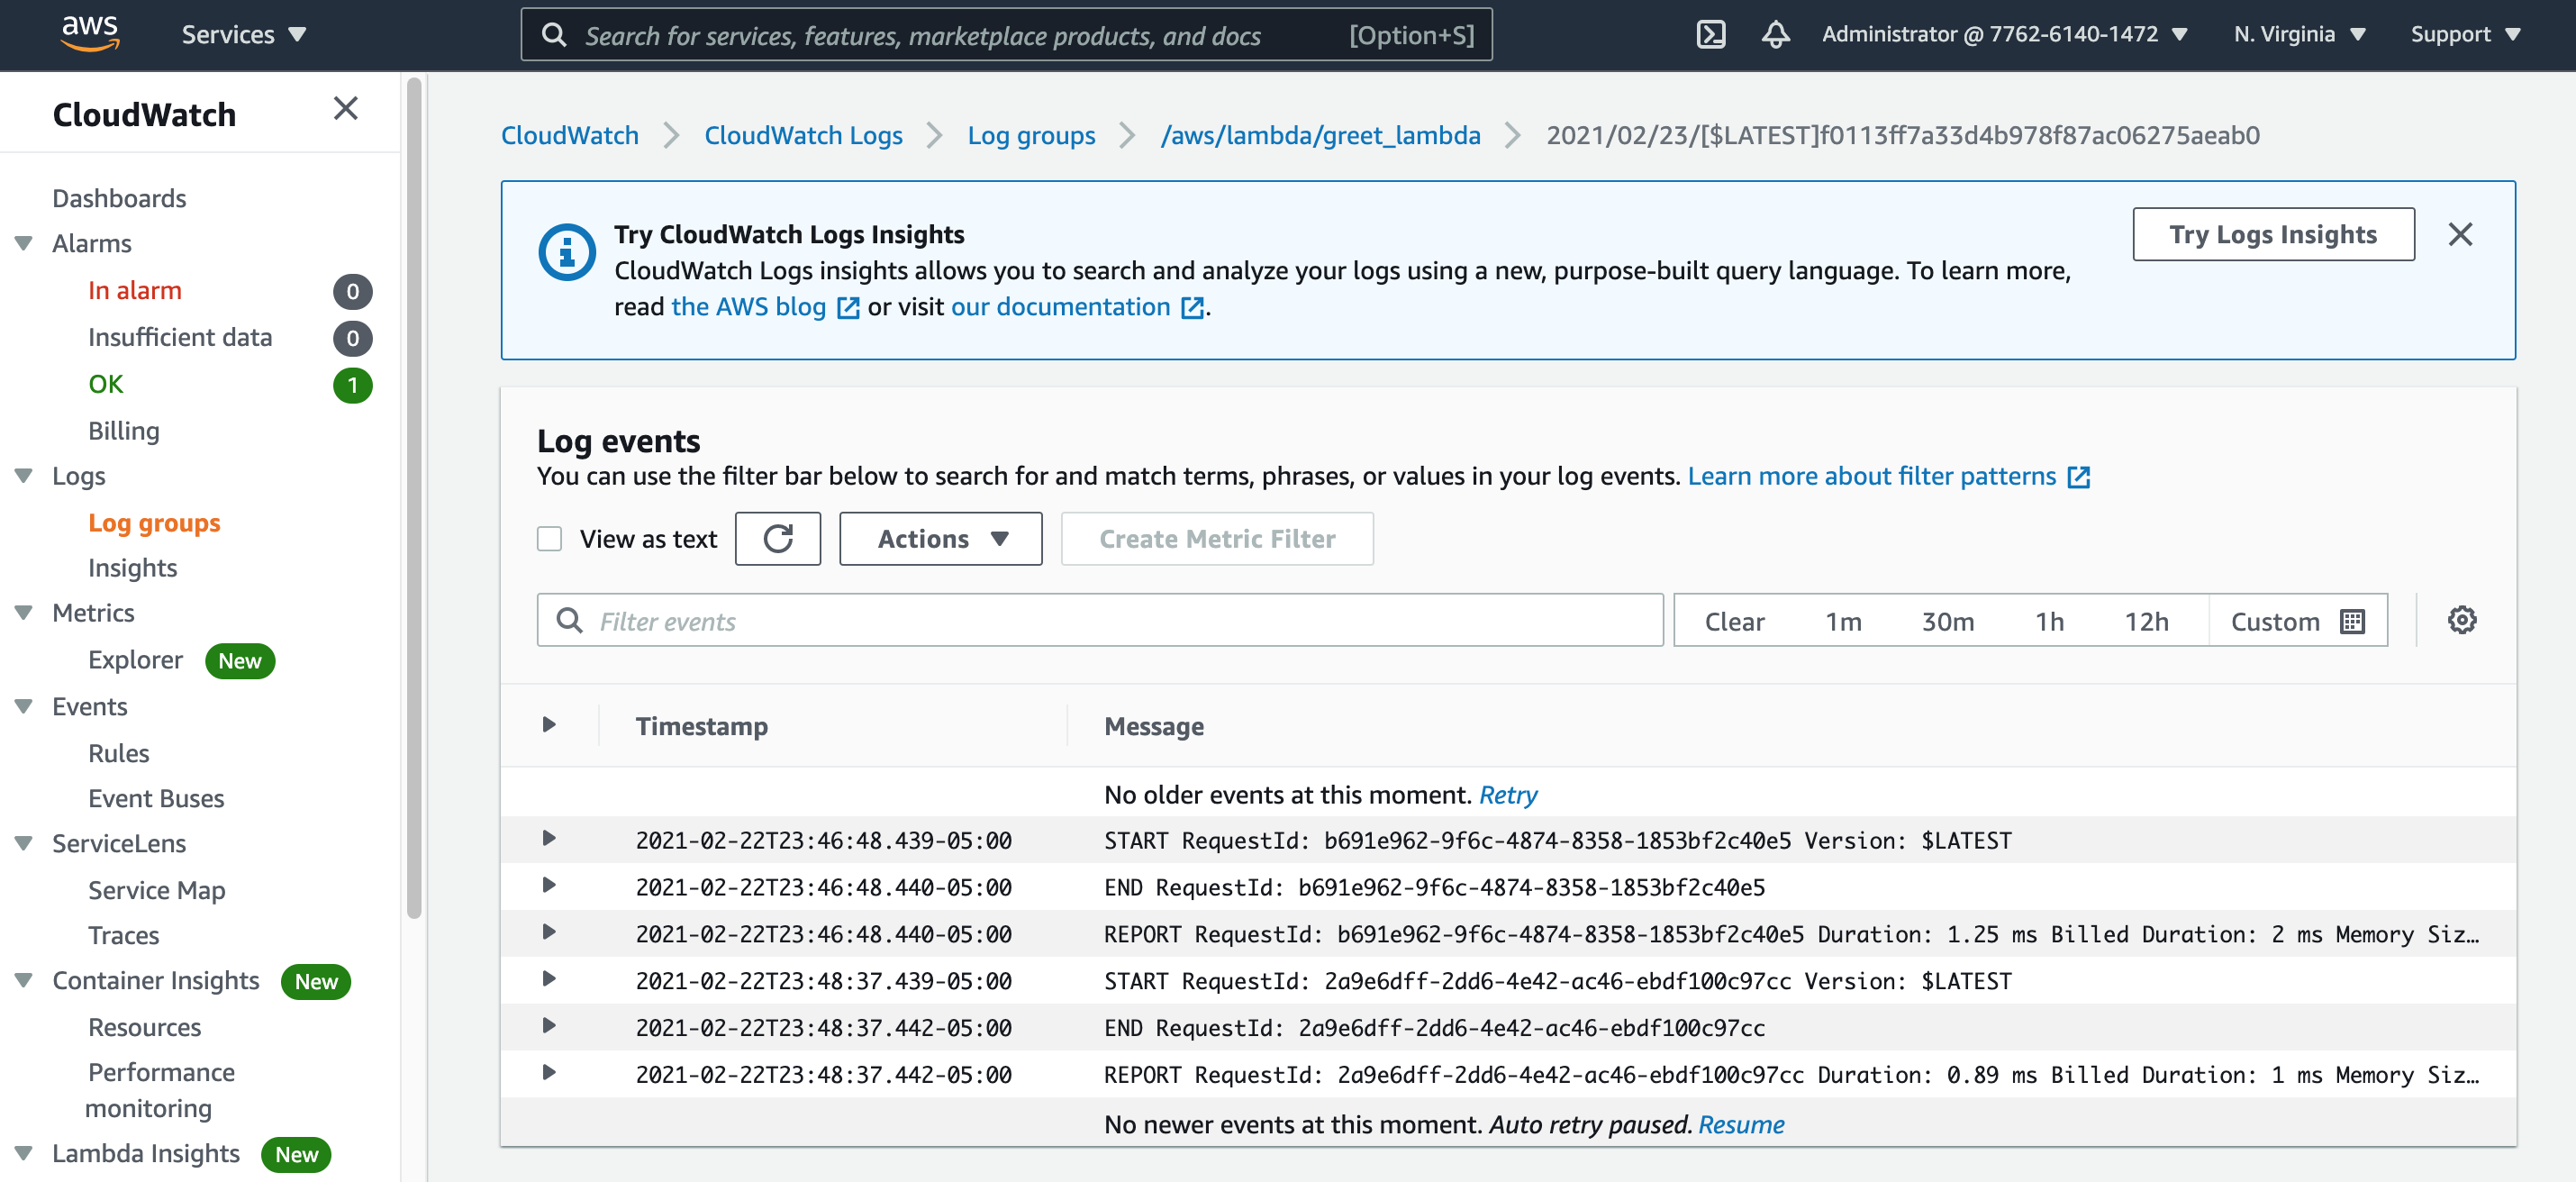 aws
Services
Search for services, features, marketplace products, and docs [Option+S]
Administrator @ 7762-6140-1472
N. Virginia
Support
CloudWatch
Dashboards
Alarms
In alarm 0
Insufficient data 0
OK 1
Billing
Logs
Log groups
Insights
Metrics
Explorer New
Events
Rules
Event Buses
ServiceLens
Service Map
Traces
Container Insights New
Resources
Performance
monitoring
Lambda Insights New
CloudWatch CloudWatch Logs Log groups /aws/lambda/greet_lambda 2021/02/23/[$LATEST]f0113ff7a33d4b978f87ac06275aeab0
Try CloudWatch Logs Insights
CloudWatch Logs insights allows you to search and analyze your logs using a new, purpose-built query language. To learn more,
read the AWS blog or visit our documentation .
Try Logs Insights
Log events
You can use the filter bar below to search for and match terms, phrases, or values in your log events. Learn more about filter patterns
View as text Actions Create Metric Filter
Filter events Clear 1m 30m 1h 12h Custom
Timestamp Message
No older events at this moment. Retry
2021-02-22T23:46:48.439-05:00 START RequestId: b691e962-9f6c-4874-8358-1853bf2c40e5 Version: $LATEST
2021-02-22T23:46:48.440-05:00 END RequestId: b691e962-9f6c-4874-8358-1853bf2c40e5
2021-02-22T23:46:48.440-05:00 REPORT RequestId: b691e962-9f6c-4874-8358-1853bf2c40e5 Duration: 1.25 ms Billed Duration: 2 ms Memory Siz…
2021-02-22T23:48:37.439-05:00 START RequestId: 2a9e6dff-2dd6-4e42-ac46-ebdf100c97cc Version: $LATEST
2021-02-22T23:48:37.442-05:00 END RequestId: 2a9e6dff-2dd6-4e42-ac46-ebdf100c97cc
2021-02-22T23:48:37.442-05:00 REPORT RequestId: 2a9e6dff-2dd6-4e42-ac46-ebdf100c97cc Duration: 0.89 ms Billed Duration: 1 ms Memory Siz…
No newer events at this moment. Auto retry paused. Resume